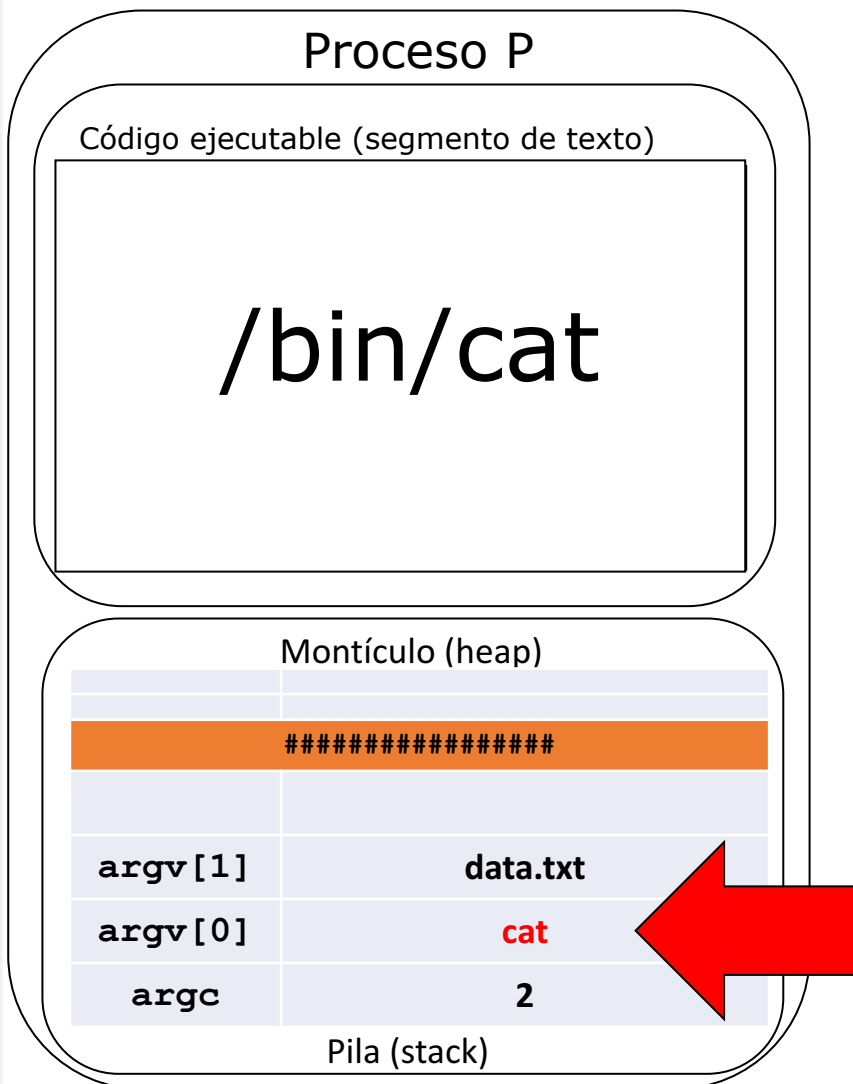 Proceso P
Código ejecutable (segmento de texto)
/bin/cat
Montículo (heap)
#################
argv[1] data.txt
argv[0] cat
argc 2
Pila (stack)